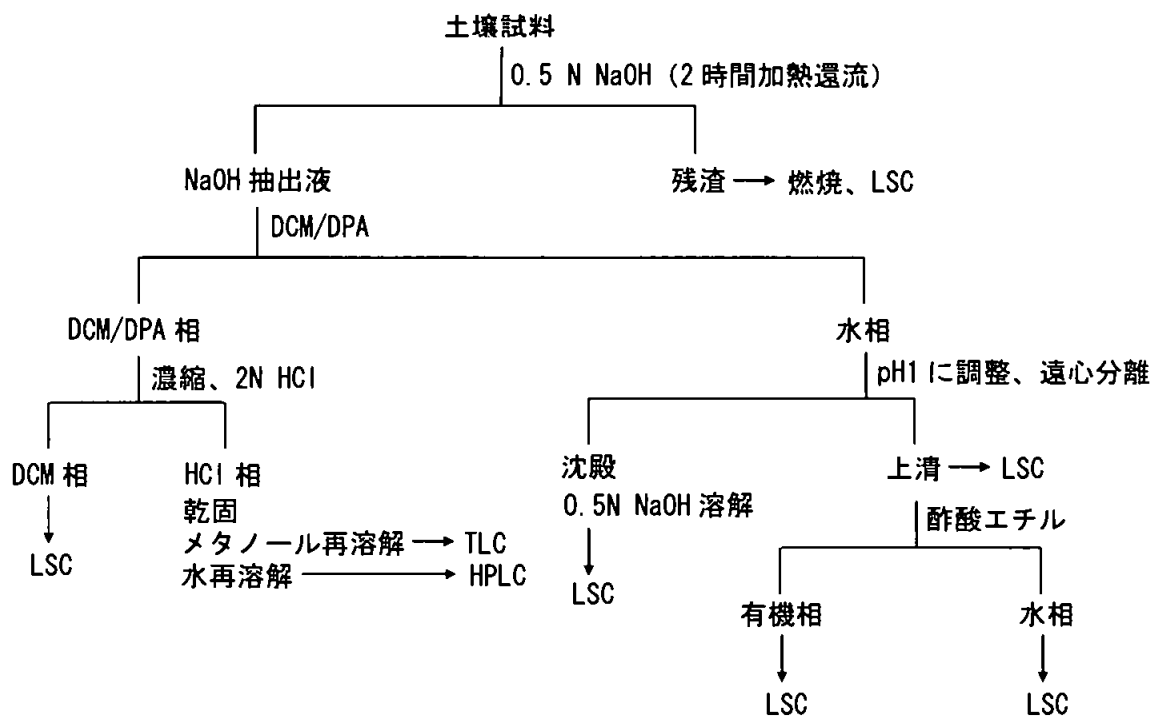 土壌試料
0.5 N NaOH (2時間加熱還流)
NaOH 抽出液
残渣 → 燃焼、LSC
DCM/DPA
DCM/DPA 相
水相
濃縮、2N HCl
pH1 に調整、遠心分離
DCM 相
HCl 相
沈殿
上清 → LSC
乾固
0.5N NaOH 溶解
酢酸エチル
メタノール再溶解 → TLC
LSC
水再溶解 → HPLC
LSC
有機相
水相
LSC
LSC